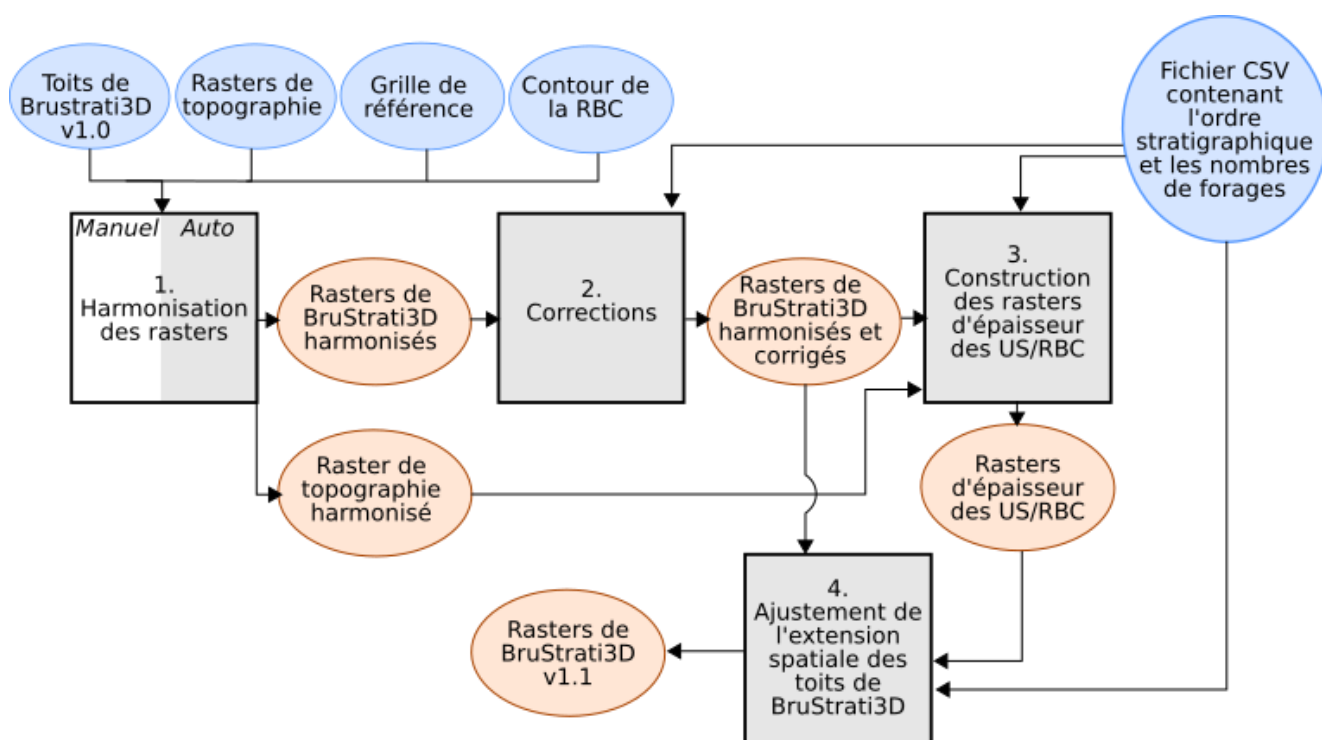 Toits de
Brustrati3D
v1.0
Rasters de
topographie
Grille de
référence
Contour de
la RBC
Fichier CSV
contenant
l'ordre
stratigraphique
et les nombres
de forages
Manuel Auto
1.
Harmonisation
des rasters
Rasters de
BruStrati3D
harmonisés
2.
Corrections
Rasters de
BruStrati3D
harmonisés et
corrigés
3.
Construction
des rasters
d'épaisseur
des US/RBC
Raster de
topographie
harmonisé
Rasters
d'épaisseur
des US/RBC
4.
Ajustement de
l'extension
spatiale des
toits de
BruStrati3D
Rasters de
BruStrati3D
v1.1